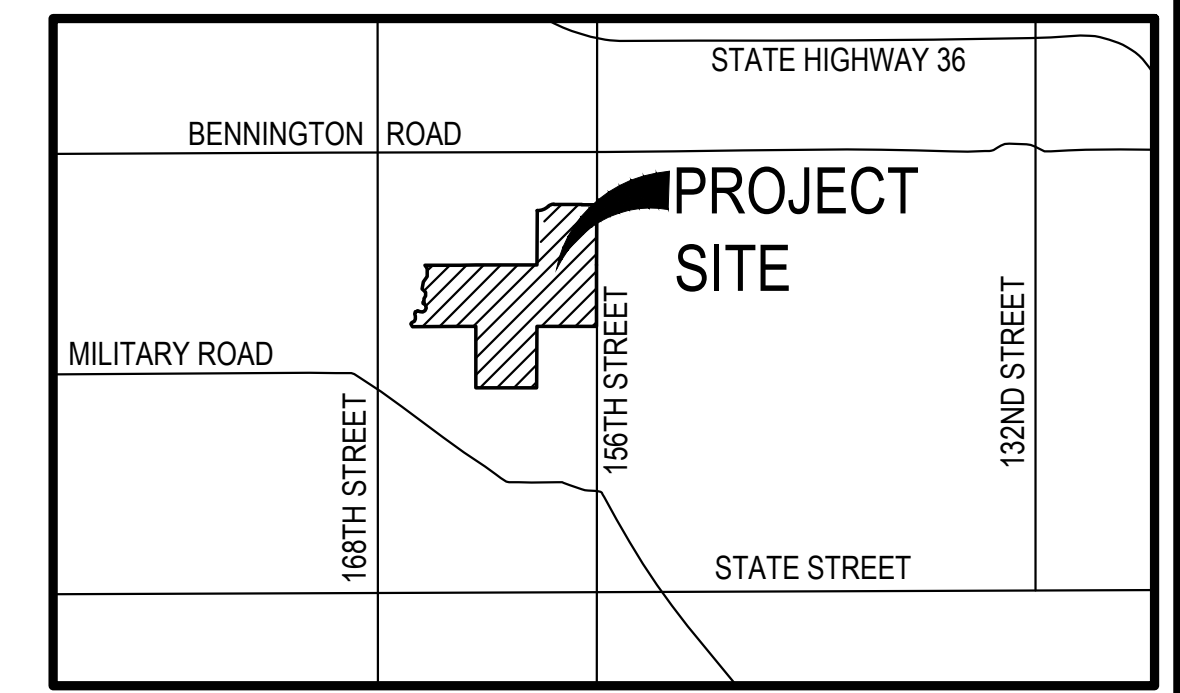 STATE HIGHWAY 36
BENNINGTON ROAD
PROJECT
SITE
MILITARY ROAD
156TH STREET
132ND STREET
168TH STREET
STATE STREET